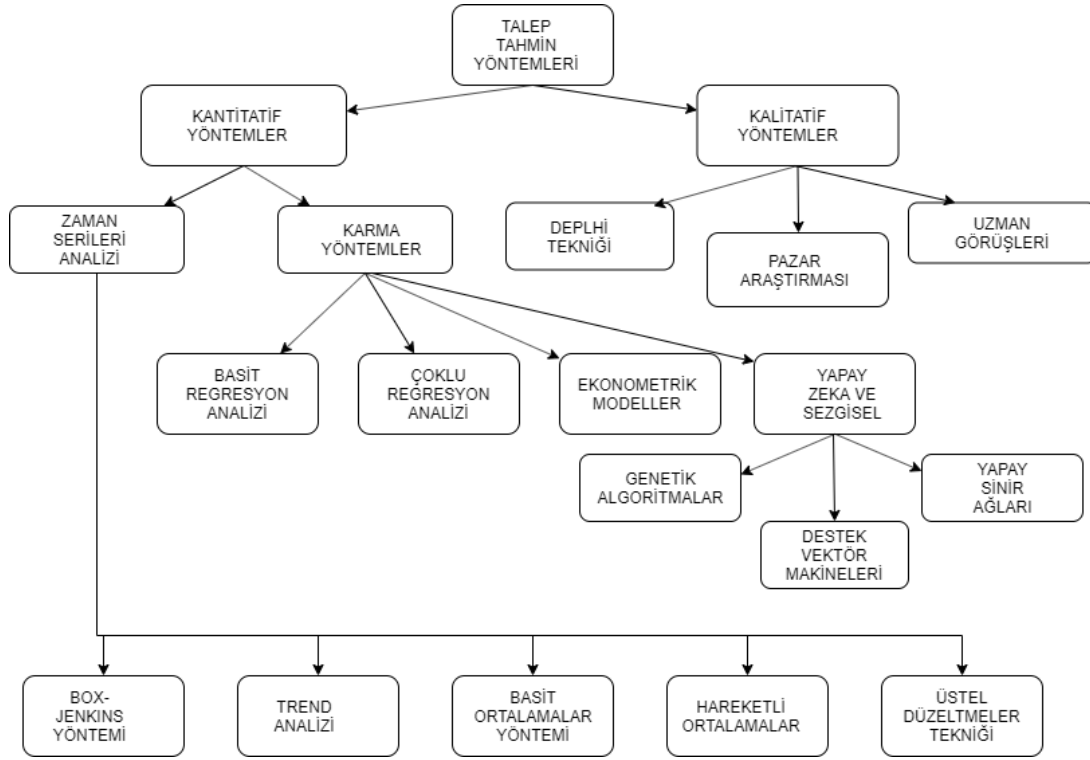 TALEP
TAHMİN
YÖNTEMLERİ
KANTİTATİF
YÖNTEMLER
KALİTATİF
YÖNTEMLER
ZAMAN
SERİLERİ
ANALİZİ
KARMA
YÖNTEMLER
DEPLHİ
TEKNİĞİ
PAZAR
ARAŞTIRMASI
UZMAN
GÖRÜŞLERİ
BASİT
REGRESYON
ANALİZİ
ÇOKLU
REGRESYON
ANALİZİ
EKONOMETRİK
MODELLER
YAPAY
ZEKA VE
SEZGİSEL
GENETİK
ALGORİTMALAR
DESTEK
VEKTÖR
MAKİNELERİ
YAPAY
SİNİR
AĞLARI
BOX-
JENKINS
YÖNTEMİ
TREND
ANALİZİ
BASİT
ORTALAMALAR
YÖNTEMİ
HAREKETLİ
ORTALAMALAR
ÜSTEL
DÜZELTMELER
TEKNİĞİ